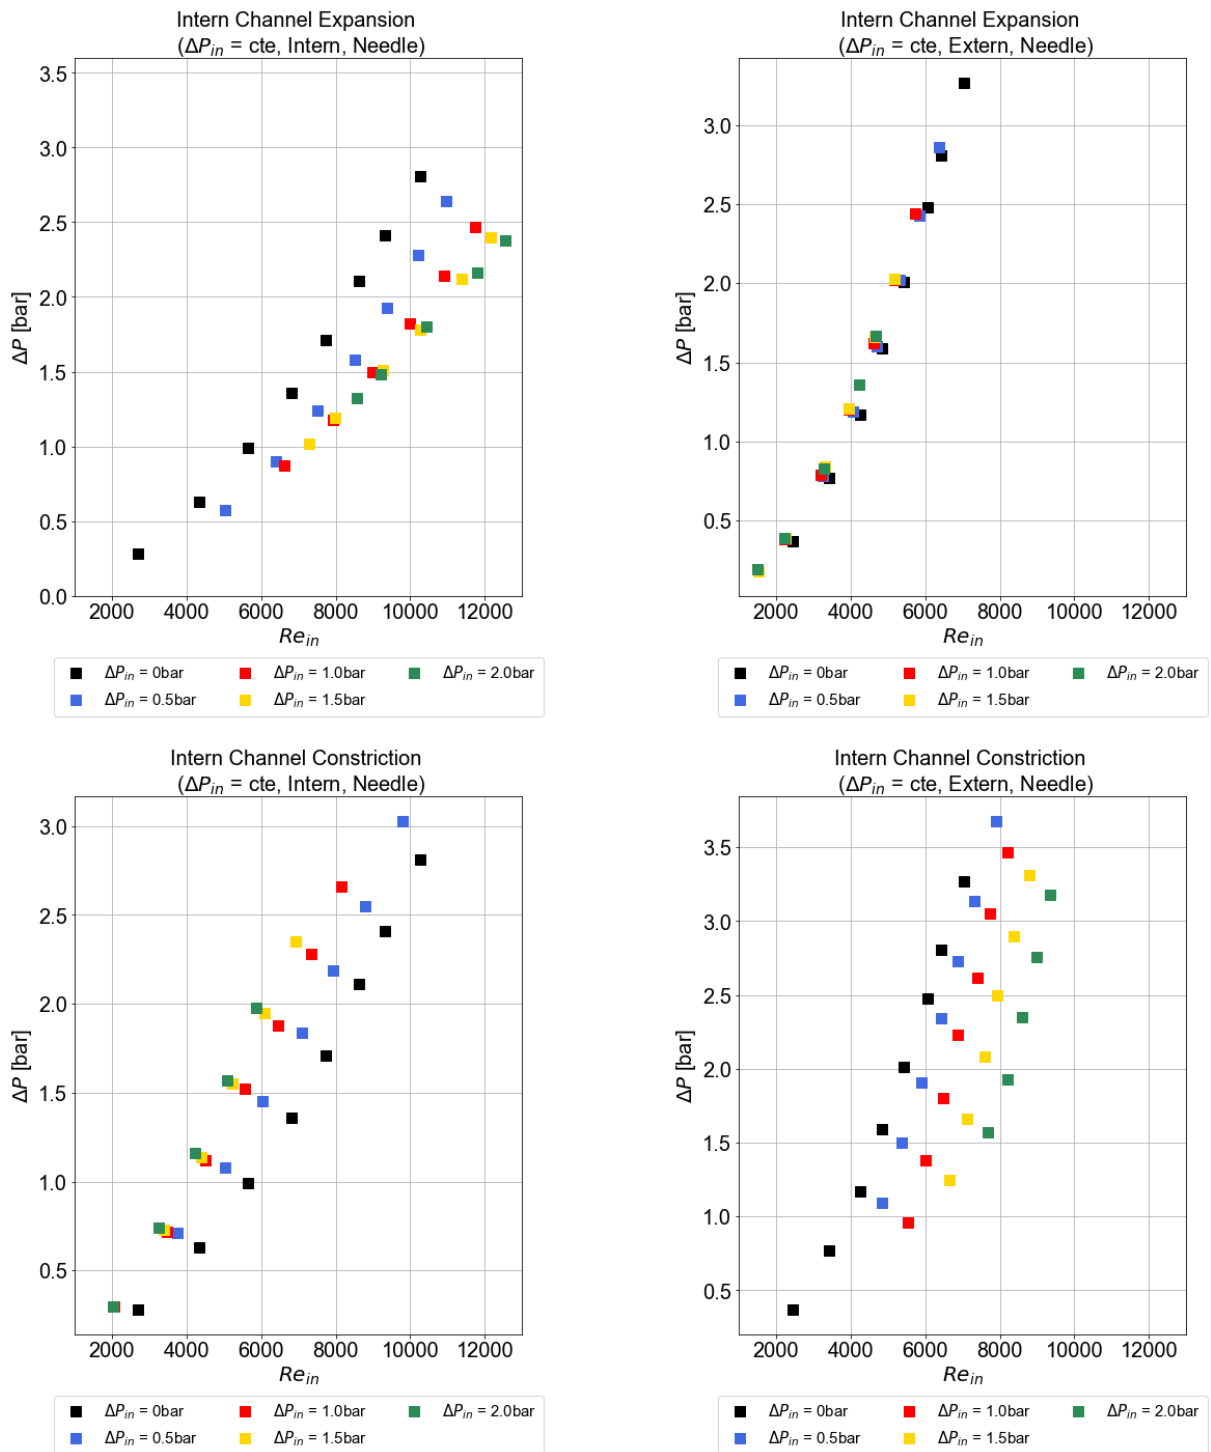 Intern Channel Expansion
(ΔP_in = cte, Intern, Needle)
ΔP [bar]
3.5
3.0
2.5
2.0
1.5
1.0
0.5
0.0
2000 4000 6000 8000 10000 12000
Re_in
ΔP_in = 0bar ΔP_in = 1.0bar ΔP_in = 2.0bar
ΔP_in = 0.5bar ΔP_in = 1.5bar
Intern Channel Expansion
(ΔP_in = cte, Extern, Needle)
ΔP [bar]
3.0
2.5
2.0
1.5
1.0
0.5
2000 4000 6000 8000 10000 12000
Re_in
ΔP_in = 0bar ΔP_in = 1.0bar ΔP_in = 2.0bar
ΔP_in = 0.5bar ΔP_in = 1.5bar
Intern Channel Constriction
(ΔP_in = cte, Intern, Needle)
ΔP [bar]
3.0
2.5
2.0
1.5
1.0
0.5
2000 4000 6000 8000 10000 12000
Re_in
ΔP_in = 0bar ΔP_in = 1.0bar ΔP_in = 2.0bar
ΔP_in = 0.5bar ΔP_in = 1.5bar
Intern Channel Constriction
(ΔP_in = cte, Extern, Needle)
ΔP [bar]
3.5
3.0
2.5
2.0
1.5
1.0
0.5
2000 4000 6000 8000 10000 12000
Re_in
ΔP_in = 0bar ΔP_in = 1.0bar ΔP_in = 2.0bar
ΔP_in = 0.5bar ΔP_in = 1.5bar